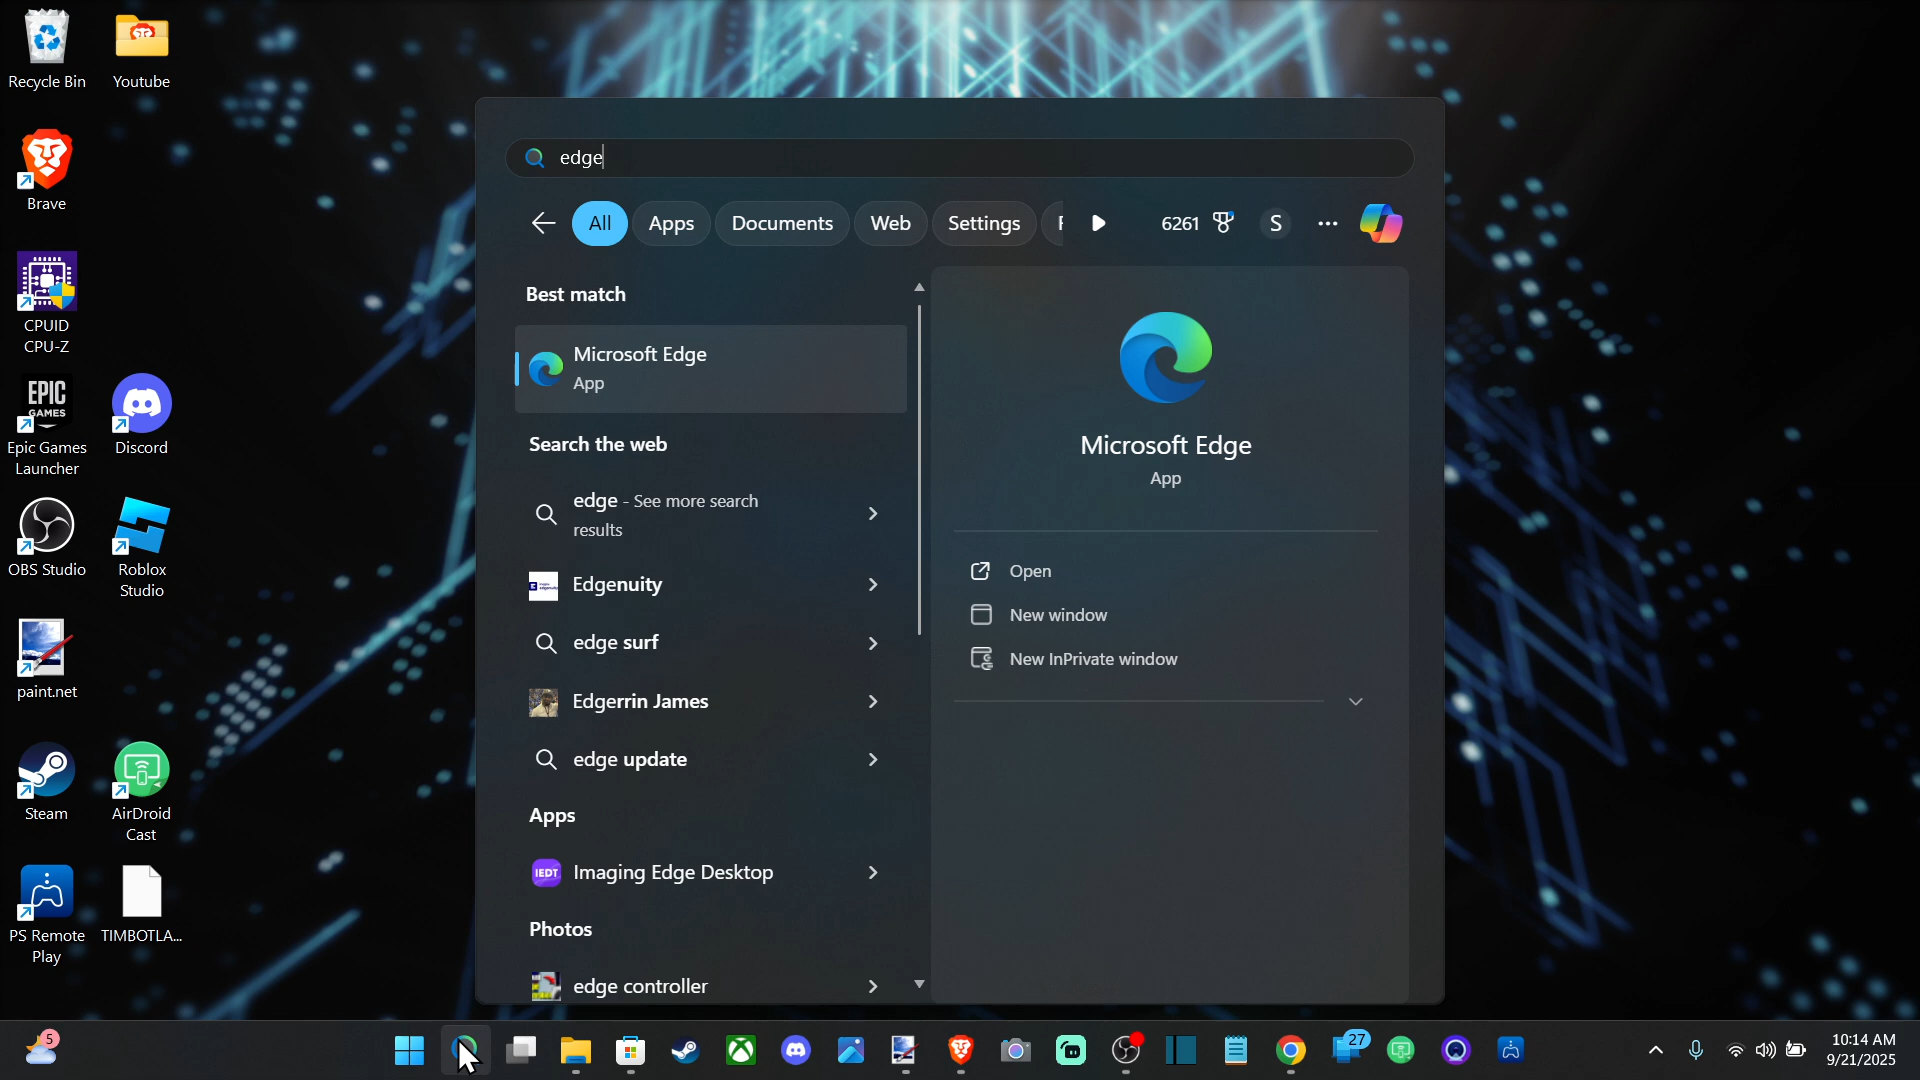 Recycle Bin
Youtube
Brave
CPUID
CPU-Z
EPIC
GAMES
Epic Games
Launcher
Discord
OBS Studio
Roblox
Studio
paint.net
Steam
AirDroid
Cast
PS Remote
Play
TIMBOTLA...
edge
All
Apps
Documents
Web
Settings
6261
S
Best match
Microsoft Edge
App
Search the web
edge - See more search
results
Edgenuity
edge surf
Edgerrin James
edge update
Apps
IEDT
Imaging Edge Desktop
Photos
edge controller
Microsoft Edge
App
Open
New window
New InPrivate window
5
27
10:14 AM
9/21/2025